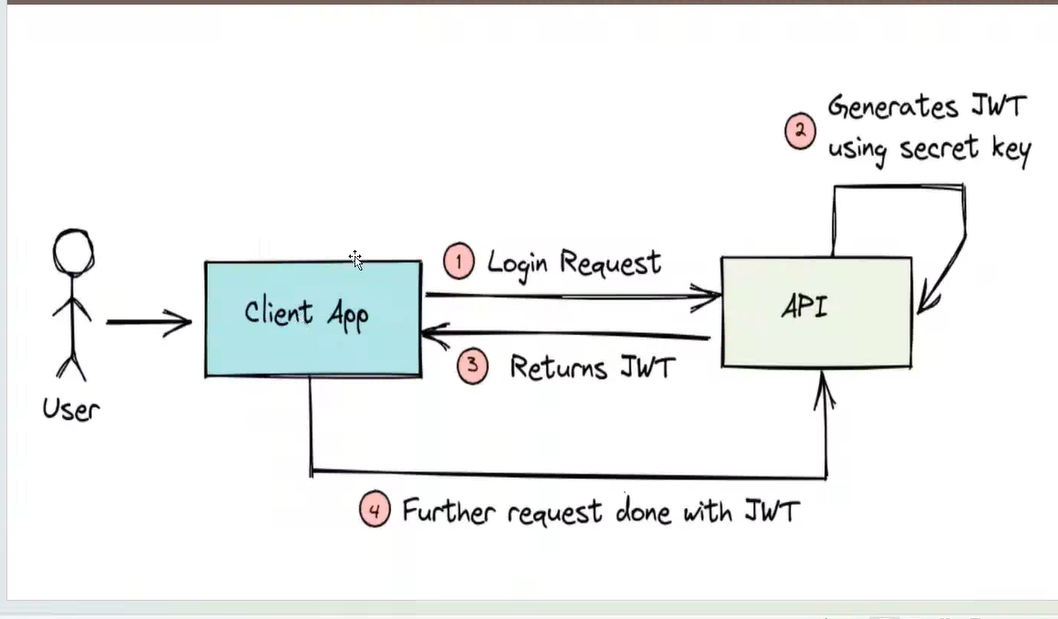 2 Generates JWT
using secret key
1 Login Request
Client App
API
3 Returns JWT
User
4 Further request done with JWT